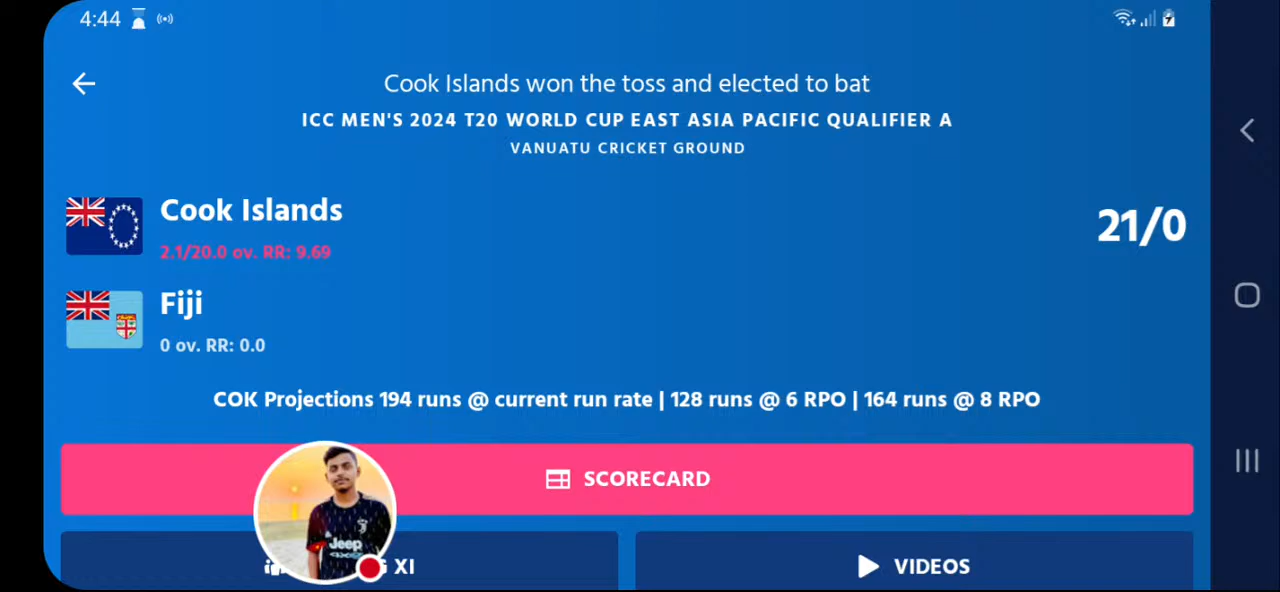 4:44
Cook Islands won the toss and elected to bat
ICC MEN'S 2024 T20 WORLD CUP EAST ASIA PACIFIC QUALIFIER A
VANUATU CRICKET GROUND
Cook Islands
21/0
2.1/20.0 ov. RR: 9.69
Fiji
0 ov. RR: 0.0
COK Projections 194 runs @ current run rate | 128 runs @ 6 RPO | 164 runs @ 8 RPO
SCORECARD
Jeep
G XI
VIDEOS